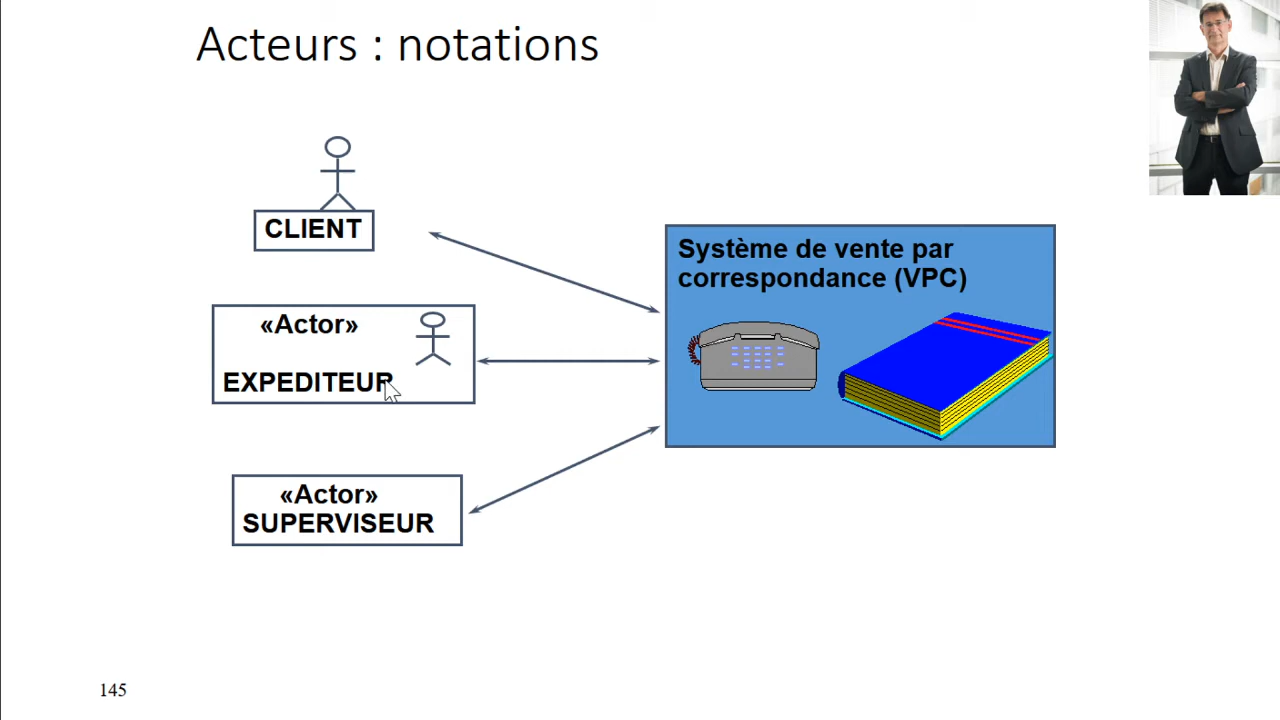 Acteurs : notations
CLIENT
«Actor»
EXPEDITEUR
«Actor»
SUPERVISEUR
Système de vente par
correspondance (VPC)
145